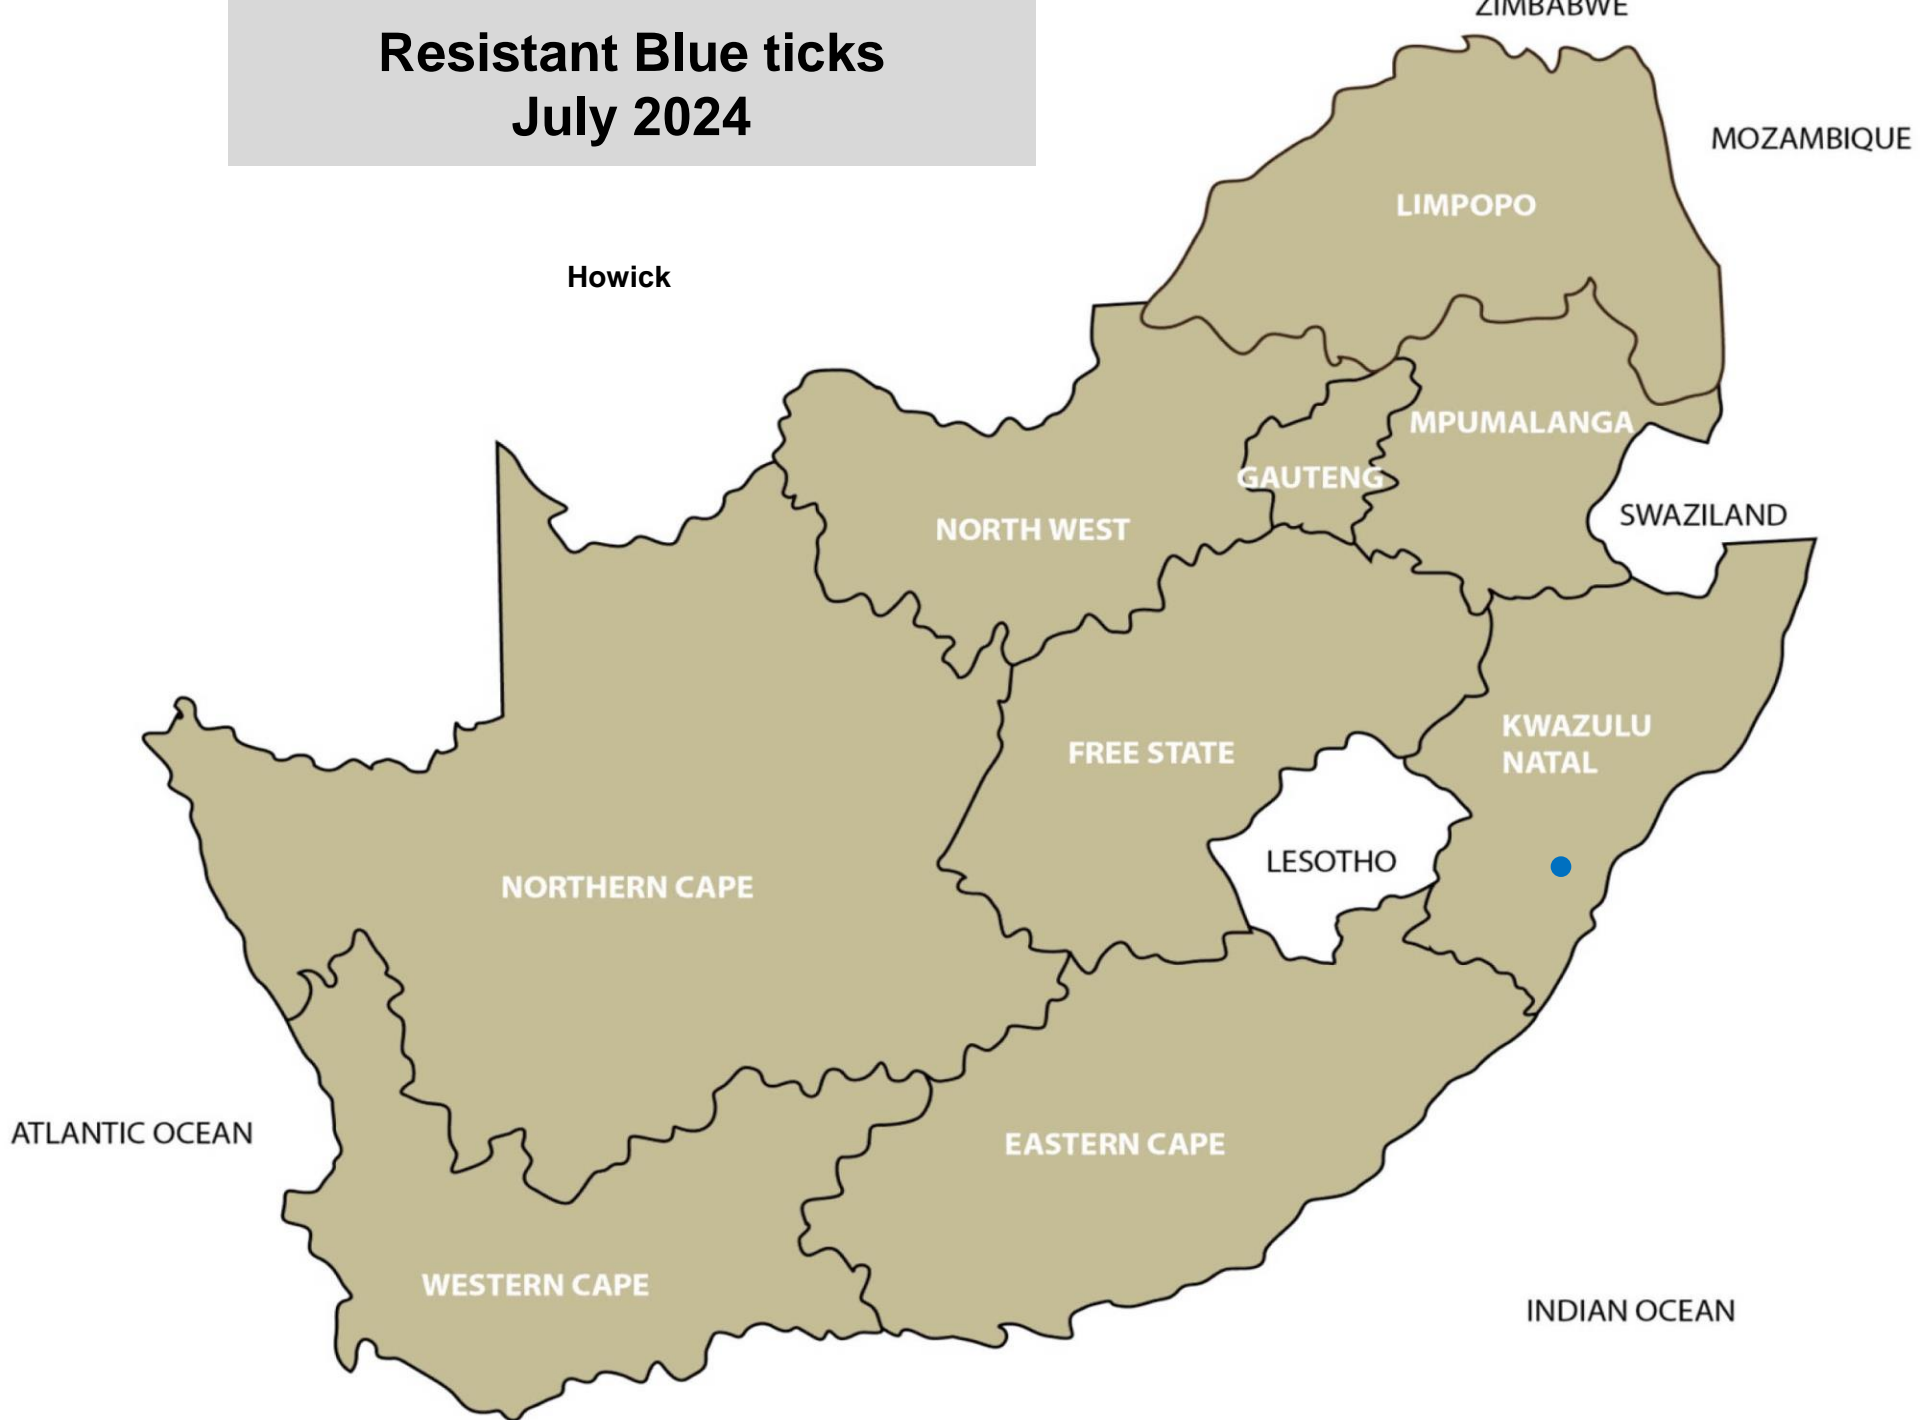 Resistant Blue ticks
July 2024
ZIMBABWE
MOZAMBIQUE
LIMPOPO
Howick
MPUMALANGA
GAUTENG
SWAZILAND
NORTH WEST
KWAZULU
NATAL
FREE STATE
LESOTHO
NORTHERN CAPE
ATLANTIC OCEAN
EASTERN CAPE
WESTERN CAPE
INDIAN OCEAN